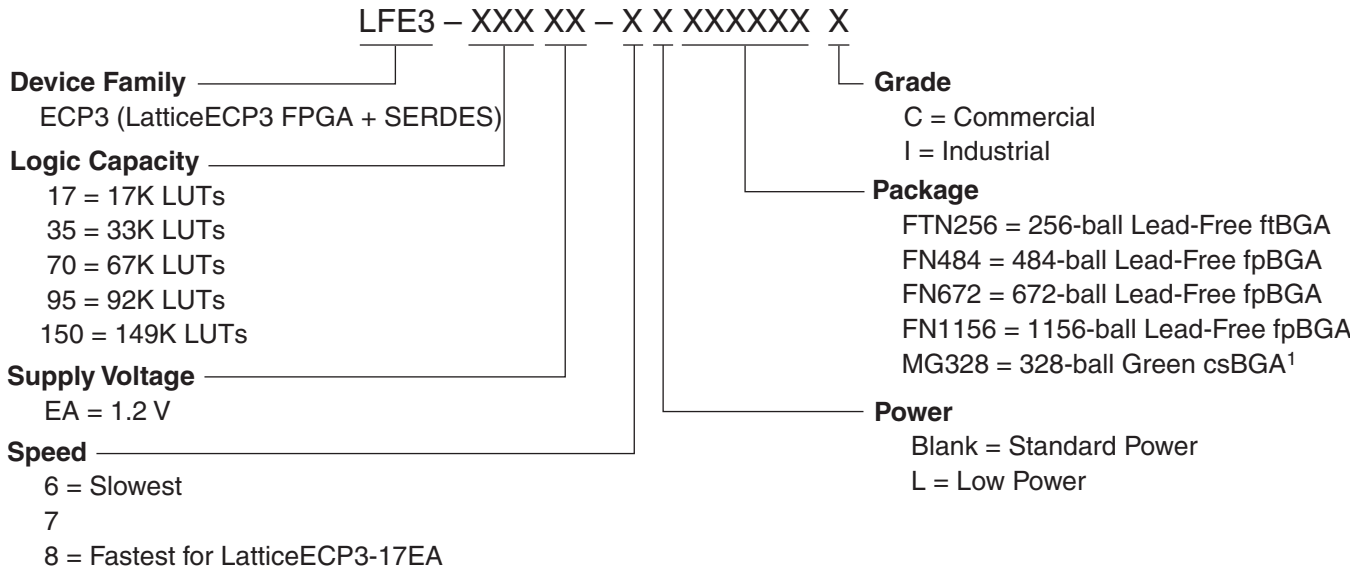 LFE3 – XXX XX – X X XXXXXX X
Device Family
ECP3 (LatticeECP3 FPGA + SERDES)
Logic Capacity
17 = 17K LUTs
35 = 33K LUTs
70 = 67K LUTs
95 = 92K LUTs
150 = 149K LUTs
Supply Voltage
EA = 1.2 V
Speed
6 = Slowest
7
8 = Fastest for LatticeECP3-17EA
Grade
C = Commercial
I = Industrial
Package
FTN256 = 256-ball Lead-Free ftBGA
FN484 = 484-ball Lead-Free fpBGA
FN672 = 672-ball Lead-Free fpBGA
FN1156 = 1156-ball Lead-Free fpBGA
MG328 = 328-ball Green csBGA¹
Power
Blank = Standard Power
L = Low Power